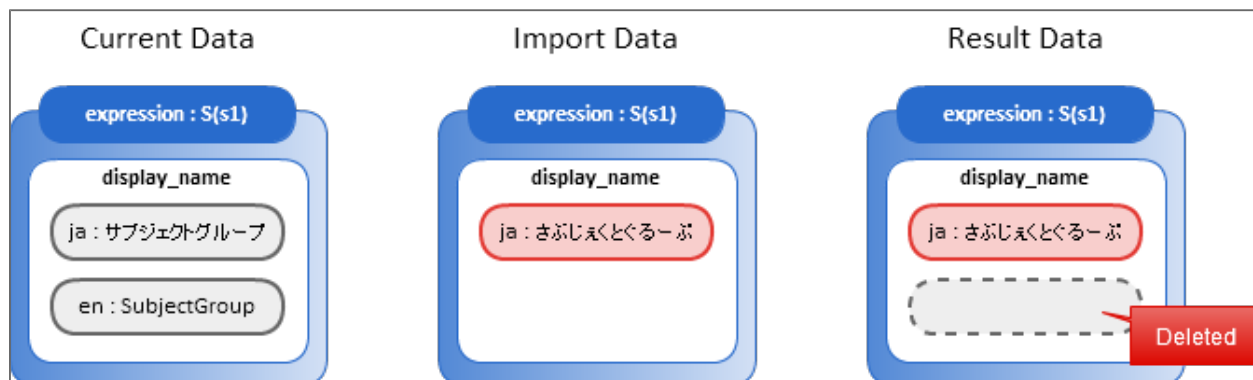 Current Data
Import Data
Result Data
expression : S(s1)
expression : S(s1)
expression : S(s1)
display_name
display_name
display_name
ja : サブジェクトグループ
ja : さぶじぇくとぐるーぷ
ja : さぶじぇくとぐるーぷ
en : SubjectGroup
Deleted